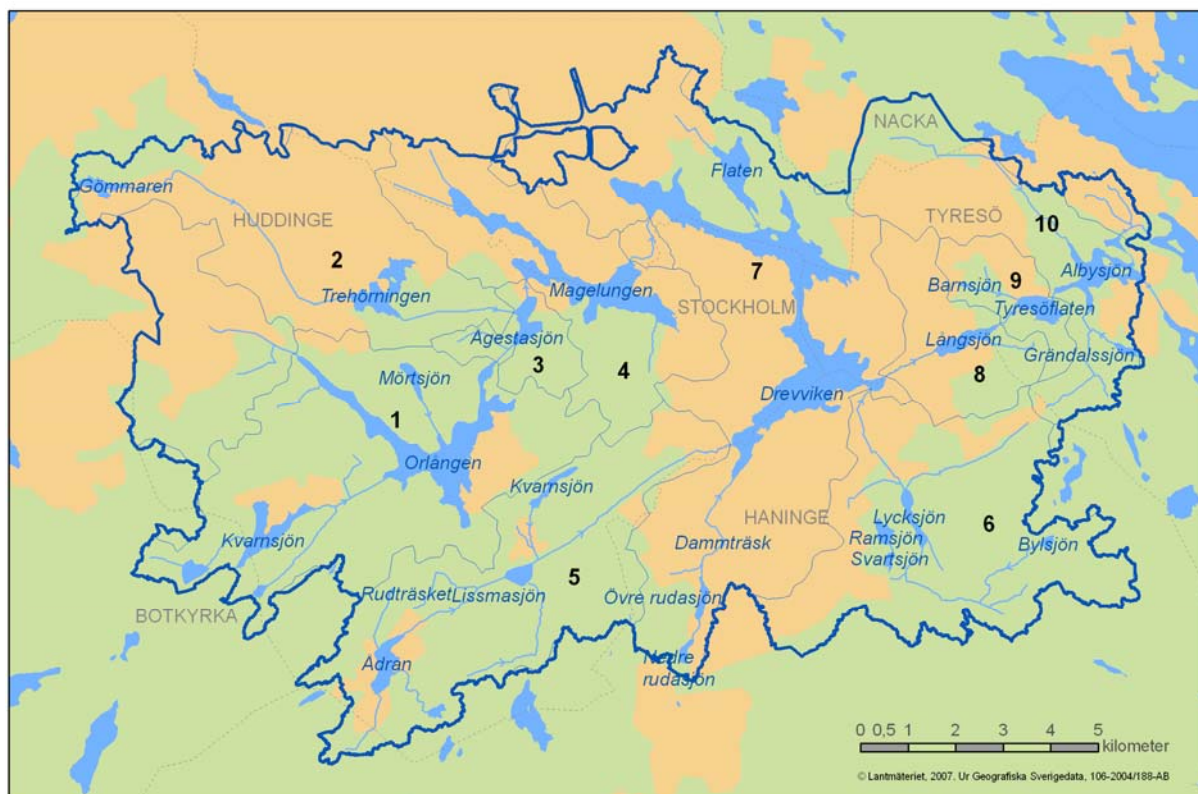 NACKA
Flaten
Gömmaren
HUDDINGE
TYRESÖ
10
2
7
9
Albysjön
Barnsjön
Trehörningen
Magelungen
STOCKHOLM
Tyresöflaten
Ågestasjön
Långsjön
Grändalssjön
3
4
8
Mörtsjön
Drevviken
1
Orlången
Kvarnsjön
HANINGE
Lycksjön
6
Kvarnsjön
Dammträsk
Ramsjön
Bylsjön
Svartsjön
5
Rudträsket
Lissmasjön
Övre rudasjön
BOTKYRKA
Ådran
Nedre
rudasjön
0 0,5 1 2 3 4 5
kilometer
© Lantmäteriet, 2007. Ur Geografiska Sverigedata, 106-2004/188-AB